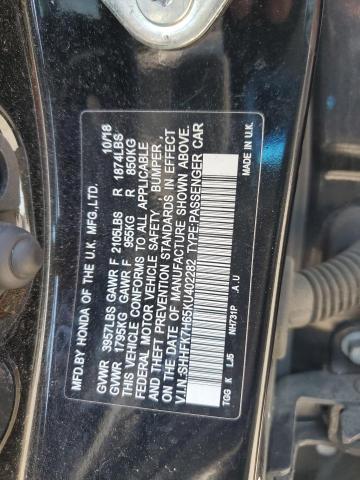 MFD.BY HONDA OF THE U.K. MFG.,LTD. 10/18
GVWR 3957LBS GAWR F 2105LBS R 1874LBS
GVWR 1795KG GAWR F 955KG R 850KG
THIS VEHICLE CONFORMS TO ALL APPLICABLE
FEDERAL MOTOR VEHICLE SAFETY, BUMPER,
AND THEFT PREVENTION STANDARDS IN EFFECT
ON THE DATE OF MANUFACTURE SHOWN ABOVE.
V.I.N.:SHHFK7H65KU402282 TYPE:PASSENGER CAR
NH731P A.U MADE IN U.K.
TGG K LJ5